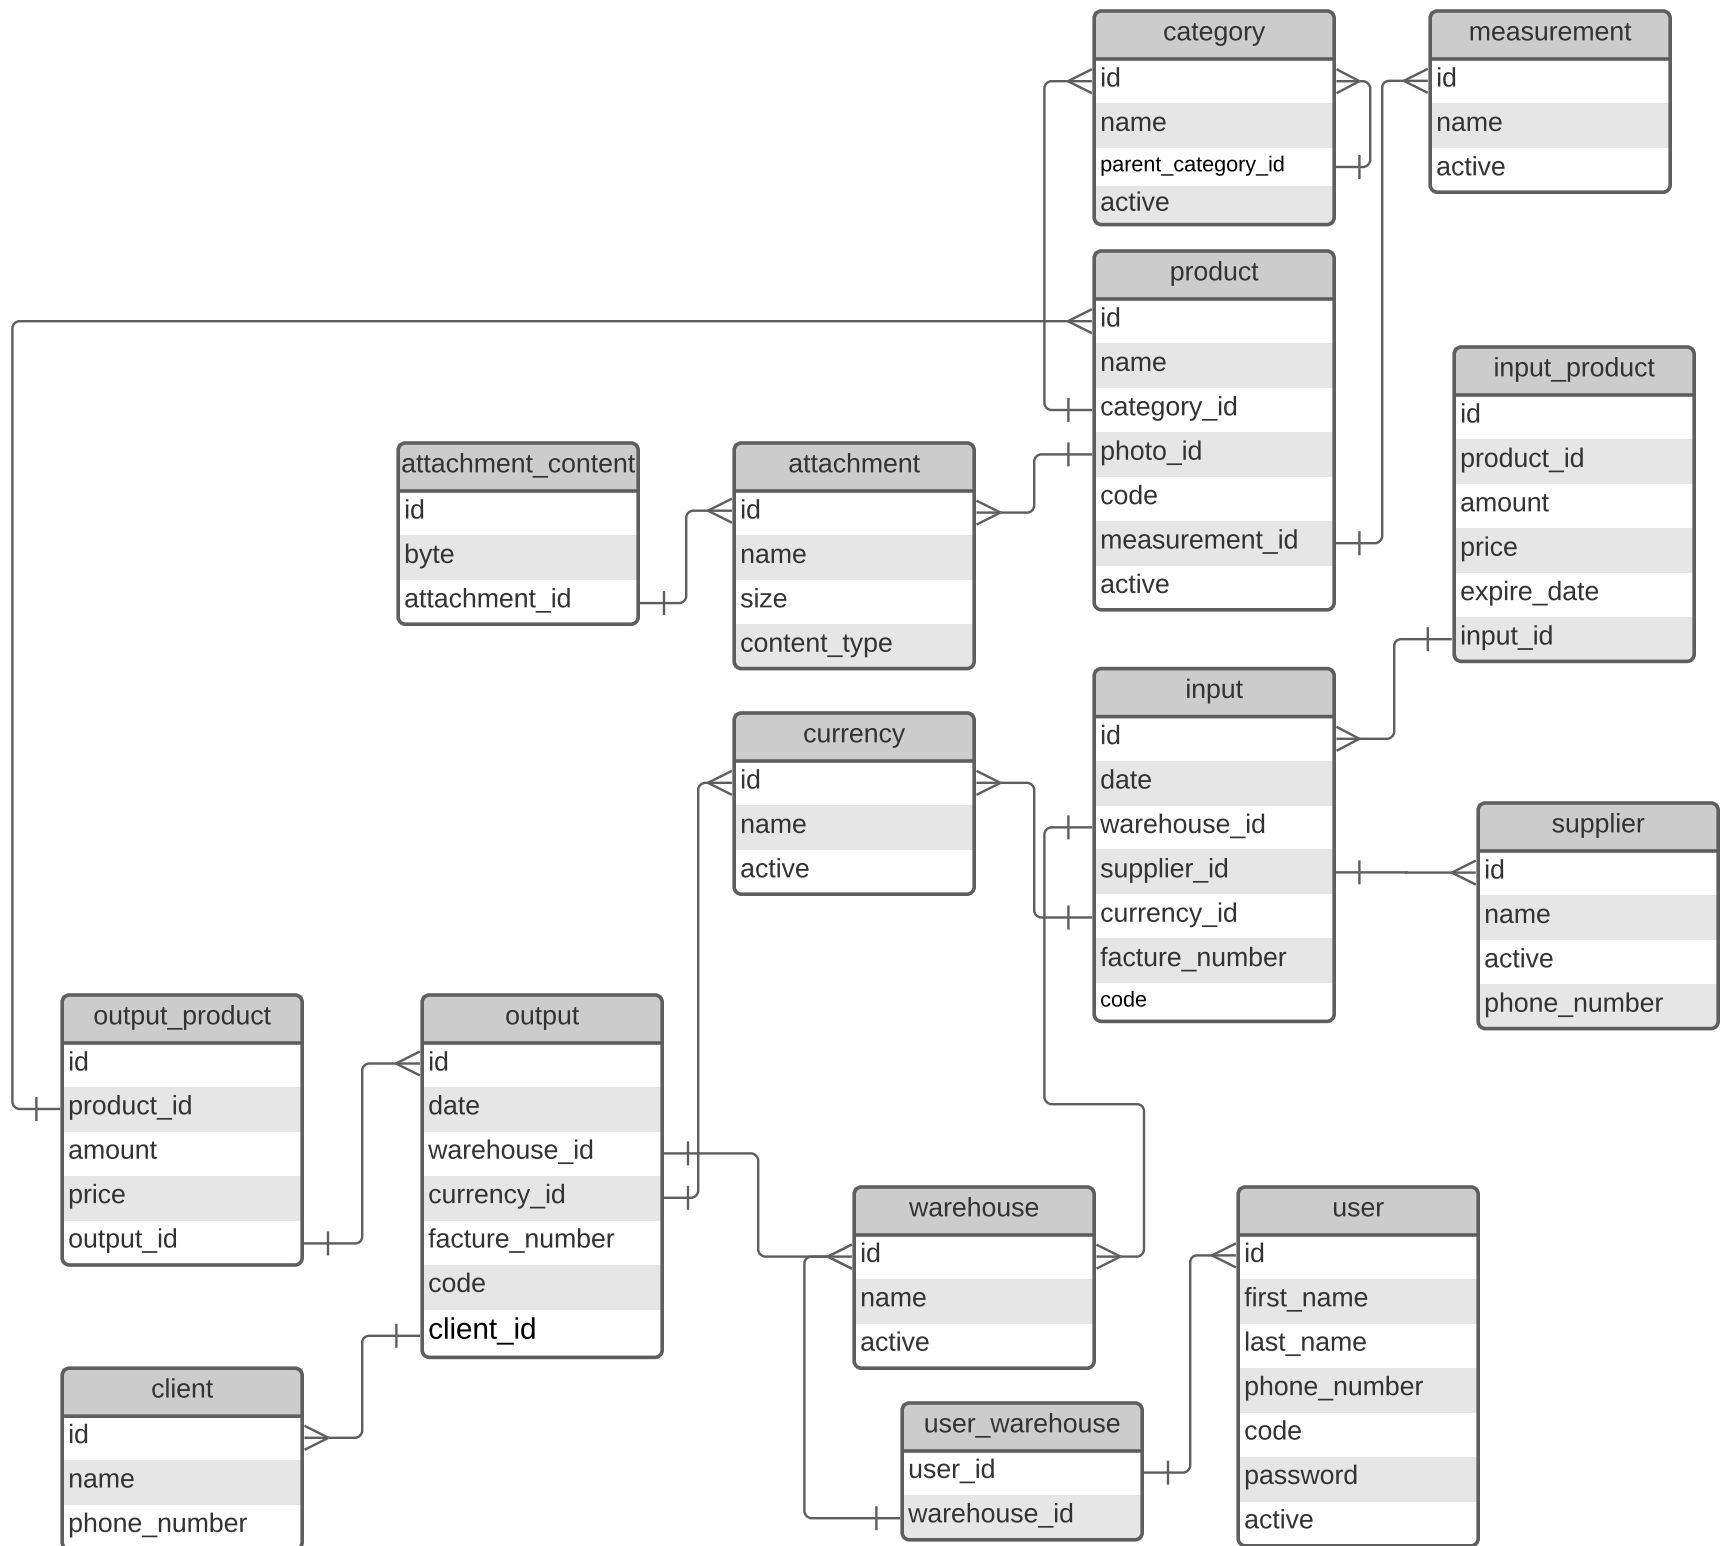 category
id
name
parent_category_id
active
measurement
id
name
active
product
id
name
category_id
photo_id
code
measurement_id
active
input_product
id
product_id
amount
price
expire_date
input_id
attachment_content
id
byte
attachment_id
attachment
id
name
size
content_type
input
id
date
warehouse_id
supplier_id
currency_id
facture_number
code
currency
id
name
active
supplier
id
name
active
phone_number
output_product
id
product_id
amount
price
output_id
output
id
date
warehouse_id
currency_id
facture_number
code
client_id
warehouse
id
name
active
user
id
first_name
last_name
phone_number
code
password
active
client
id
name
phone_number
user_warehouse
user_id
warehouse_id